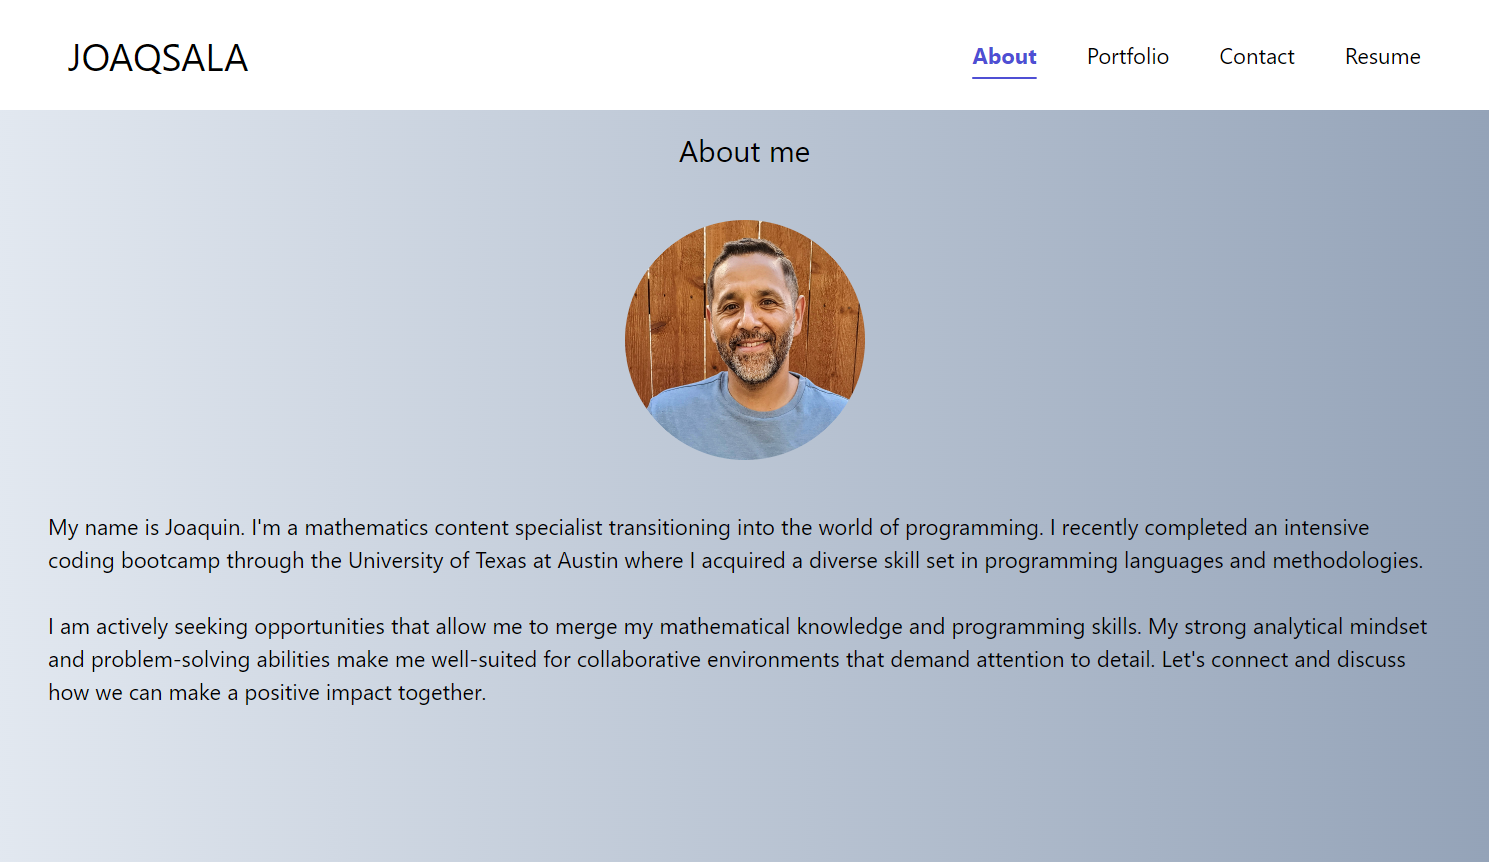 JOAQSALA
About Portfolio Contact Resume
About me
My name is Joaquin. I'm a mathematics content specialist transitioning into the world of programming. I recently completed an intensive
coding bootcamp through the University of Texas at Austin where I acquired a diverse skill set in programming languages and methodologies.
I am actively seeking opportunities that allow me to merge my mathematical knowledge and programming skills. My strong analytical mindset
and problem-solving abilities make me well-suited for collaborative environments that demand attention to detail. Let's connect and discuss
how we can make a positive impact together.